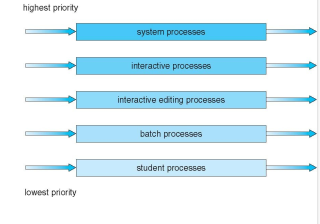 highest priority
system processes
interactive processes
interactive editing processes
batch processes
student processes
lowest priority